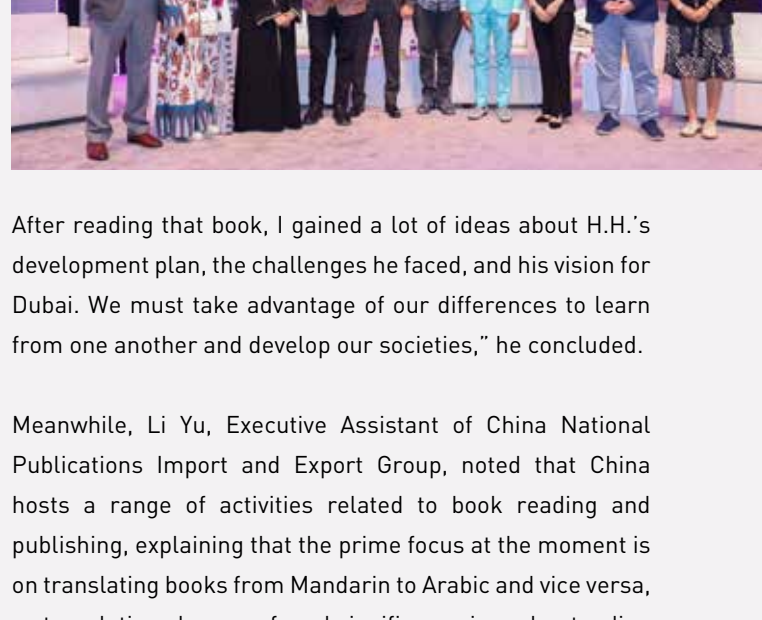 After reading that book, I gained a lot of ideas about H.H.’s
development plan, the challenges he faced, and his vision for
Dubai. We must take advantage of our differences to learn
from one another and develop our societies,” he concluded.
Meanwhile, Li Yu, Executive Assistant of China National
Publications Import and Export Group, noted that China
hosts a range of activities related to book reading and
publishing, explaining that the prime focus at the moment is
on translating books from Mandarin to Arabic and vice versa,